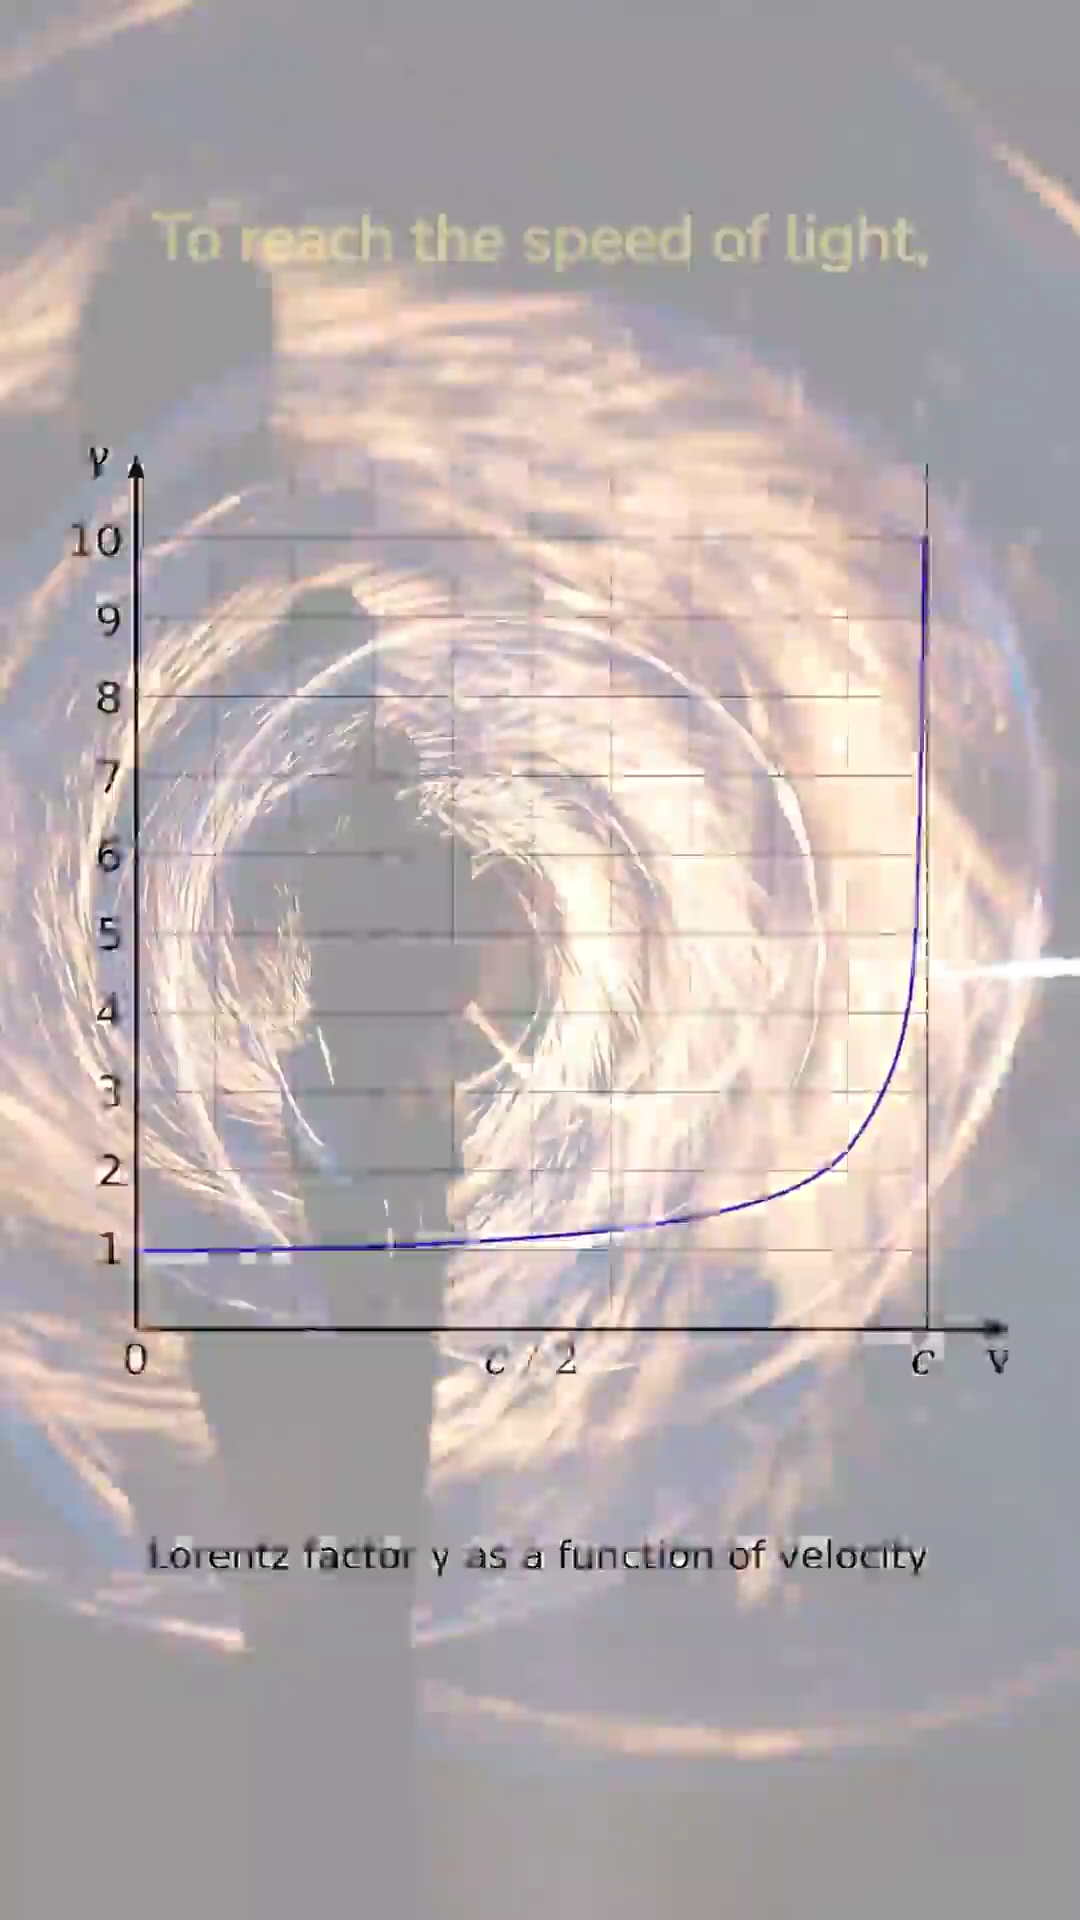 To reach the speed of light,
γ
10
9
8
7
6
5
4
3
2
1
0 c / 2 c v
Lorentz factor γ as a function of velocity